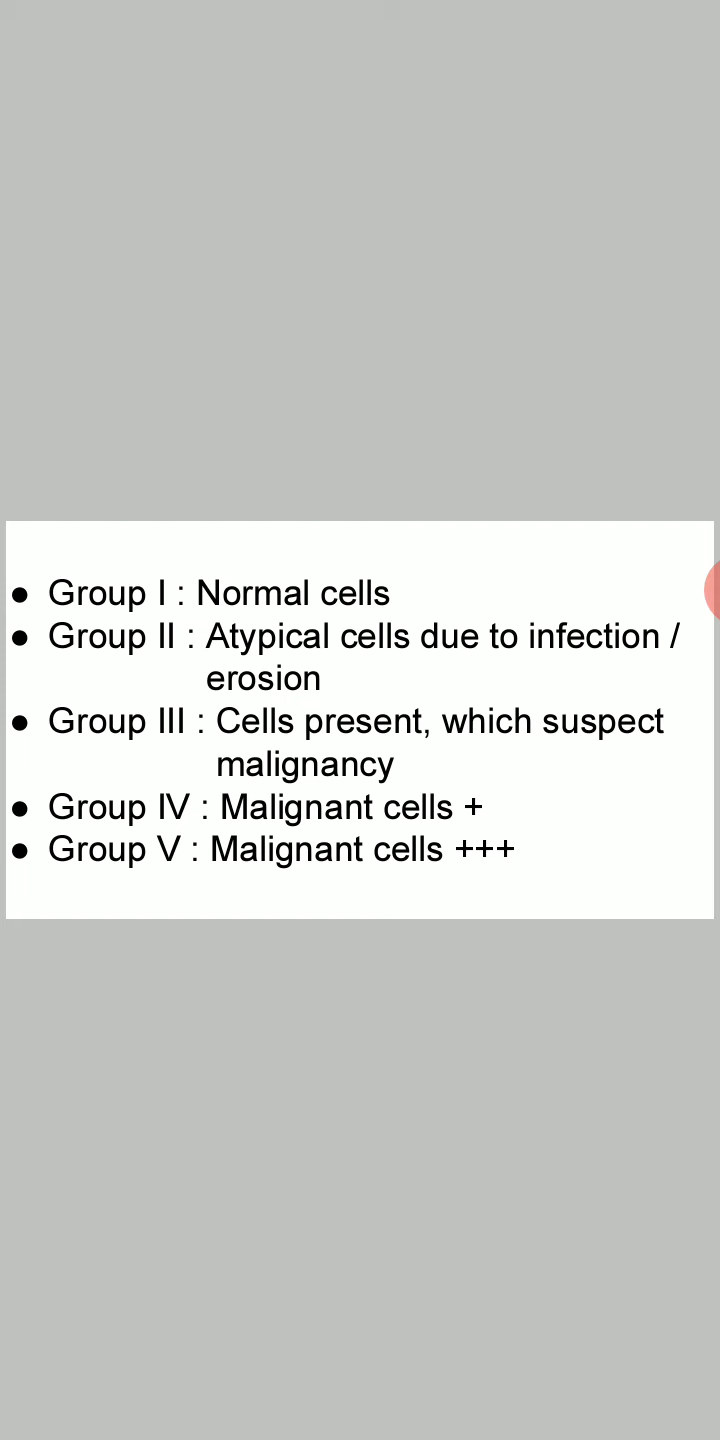 ● Group I : Normal cells
● Group II : Atypical cells due to infection /
erosion
● Group III : Cells present, which suspect
malignancy
● Group IV : Malignant cells +
● Group V : Malignant cells +++